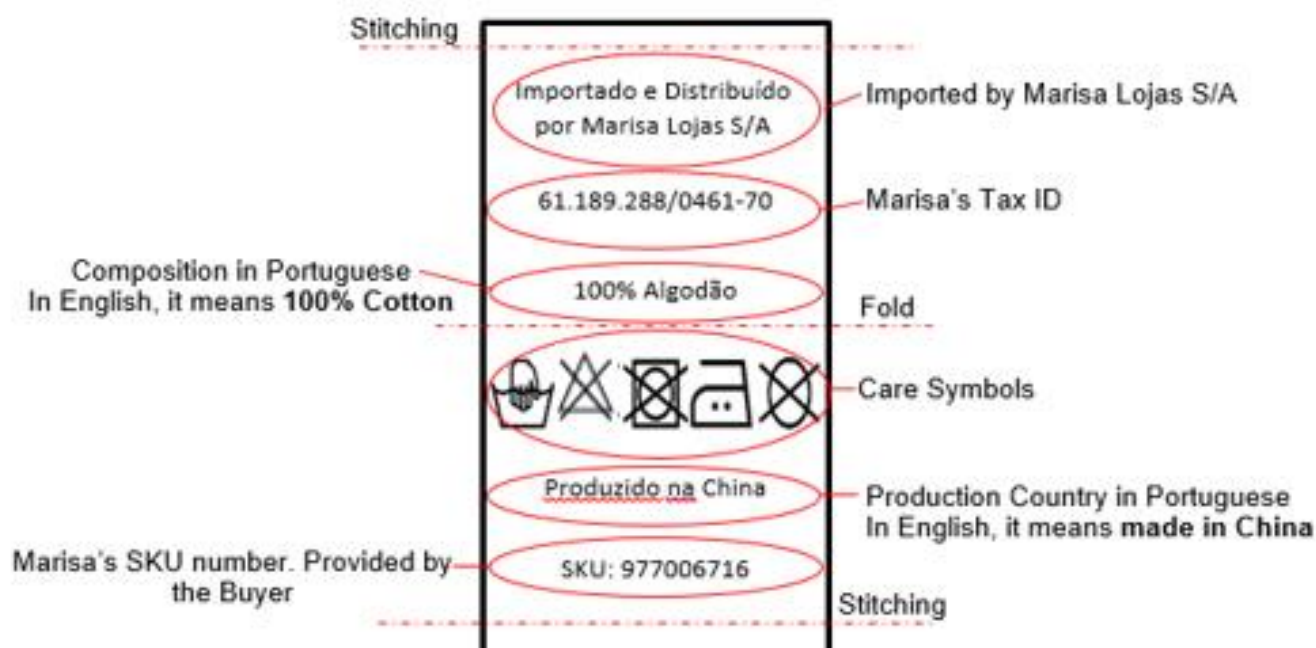 Stitching
Importado e Distribuído
por Marisa Lojas S/A
Imported by Marisa Lojas S/A
61.189.288/0461-70
Marisa's Tax ID
Composition in Portuguese
In English, it means 100% Cotton
100% Algodão
Fold
Care Symbols
Produzido na China
Production Country in Portuguese
In English, it means made in China
Marisa's SKU number. Provided by
the Buyer
SKU: 977006716
Stitching